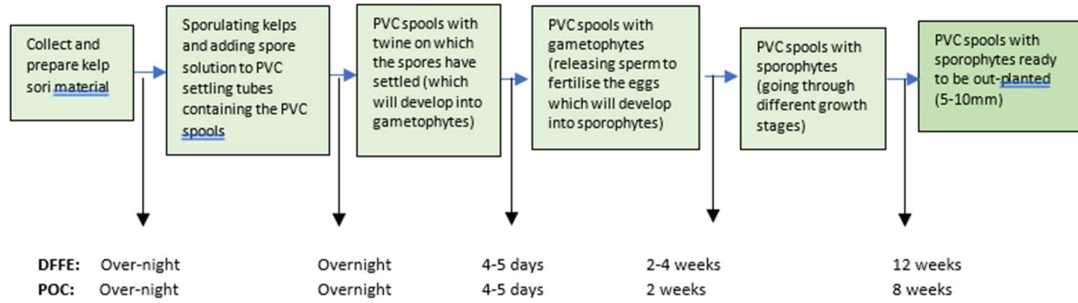 Collect and
prepare kelp
sori material
Sporulating kelps
and adding spore
solution to PVC
settling tubes
containing the PVC
spools
PVC spools with
twine on which
the spores have
settled (which
will develop into
gametophytes)
PVC spools with
gametophytes
(releasing sperm to
fertilise the eggs
which will develop
into sporophytes)
PVC spools with
sporophytes
(going through
different growth
stages)
PVC spools with
sporophytes ready
to be out-planted
(5-10mm)
DFFE: Over-night Overnight 4-5 days 2-4 weeks 12 weeks
POC: Over-night Overnight 4-5 days 2 weeks 8 weeks